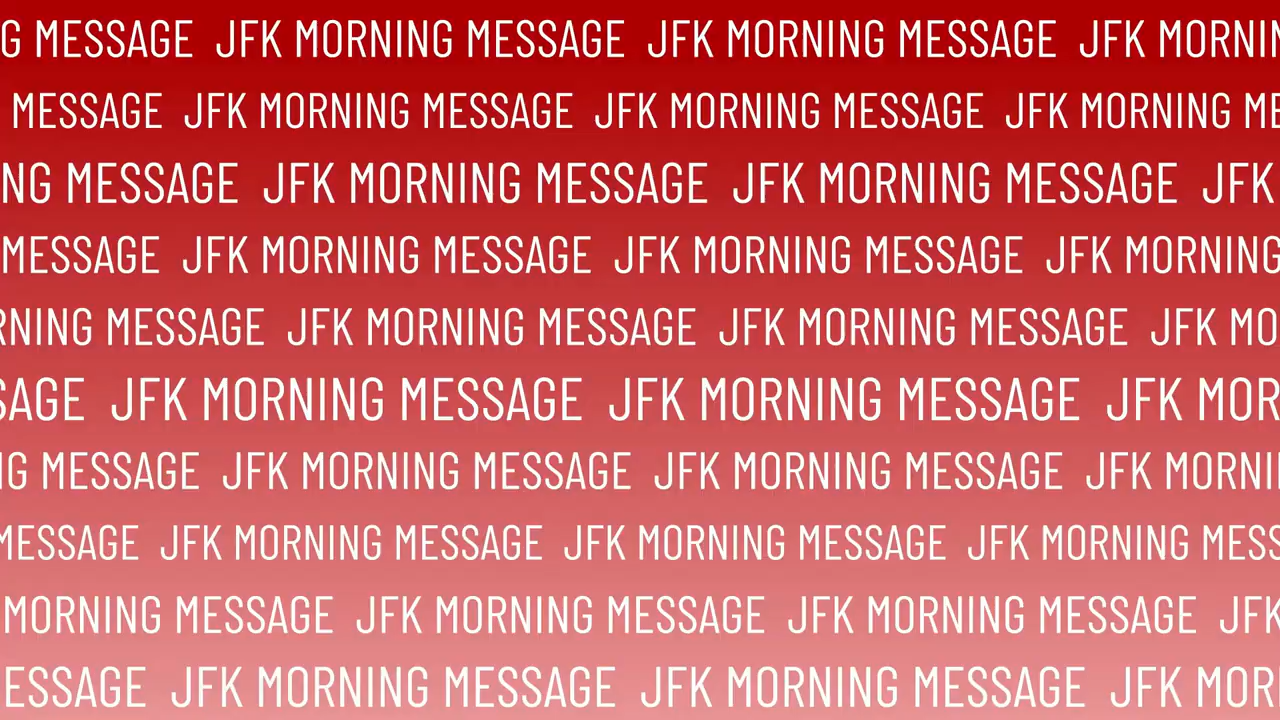 G MESSAGE JFK MORNING MESSAGE JFK MORNING MESSAGE JFK MORNIN
MESSAGE JFK MORNING MESSAGE JFK MORNING MESSAGE JFK MORNING ME
NG MESSAGE JFK MORNING MESSAGE JFK MORNING MESSAGE JFK
MESSAGE JFK MORNING MESSAGE JFK MORNING MESSAGE JFK MORNING
RNING MESSAGE JFK MORNING MESSAGE JFK MORNING MESSAGE JFK MO
SAGE JFK MORNING MESSAGE JFK MORNING MESSAGE JFK MOR
NG MESSAGE JFK MORNING MESSAGE JFK MORNING MESSAGE JFK MORNI
MESSAGE JFK MORNING MESSAGE JFK MORNING MESSAGE JFK MORNING MESS
MORNING MESSAGE JFK MORNING MESSAGE JFK MORNING MESSAGE JFK
ESSAGE JFK MORNING MESSAGE JFK MORNING MESSAGE JFK MOR